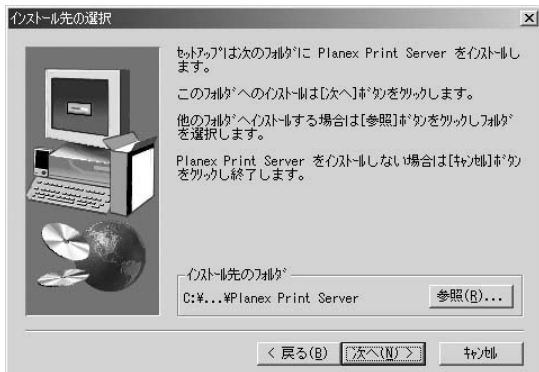 インストール先の選択
ｾｯﾄｱｯﾌﾟは次のﾌｫﾙﾀﾞに Planex Print Server をｲﾝｽﾄｰﾙし
ます。
このﾌｫﾙﾀﾞへのｲﾝｽﾄｰﾙは[次へ]ﾎﾞﾀﾝをｸﾘｯｸします。
他のﾌｫﾙﾀﾞへｲﾝｽﾄｰﾙする場合は[参照]ﾎﾞﾀﾝをｸﾘｯｸしﾌｫﾙﾀﾞ
を選択します。
Planex Print Server をｲﾝｽﾄｰﾙしない場合は[ｷｬﾝｾﾙ]ﾎﾞﾀﾝ
をｸﾘｯｸし終了します。
ｲﾝｽﾄｰﾙ先のﾌｫﾙﾀﾞ
C:¥...¥Planex Print Server
参照(R)...
< 戻る(B)
次へ(N) >
ｷｬﾝｾﾙ